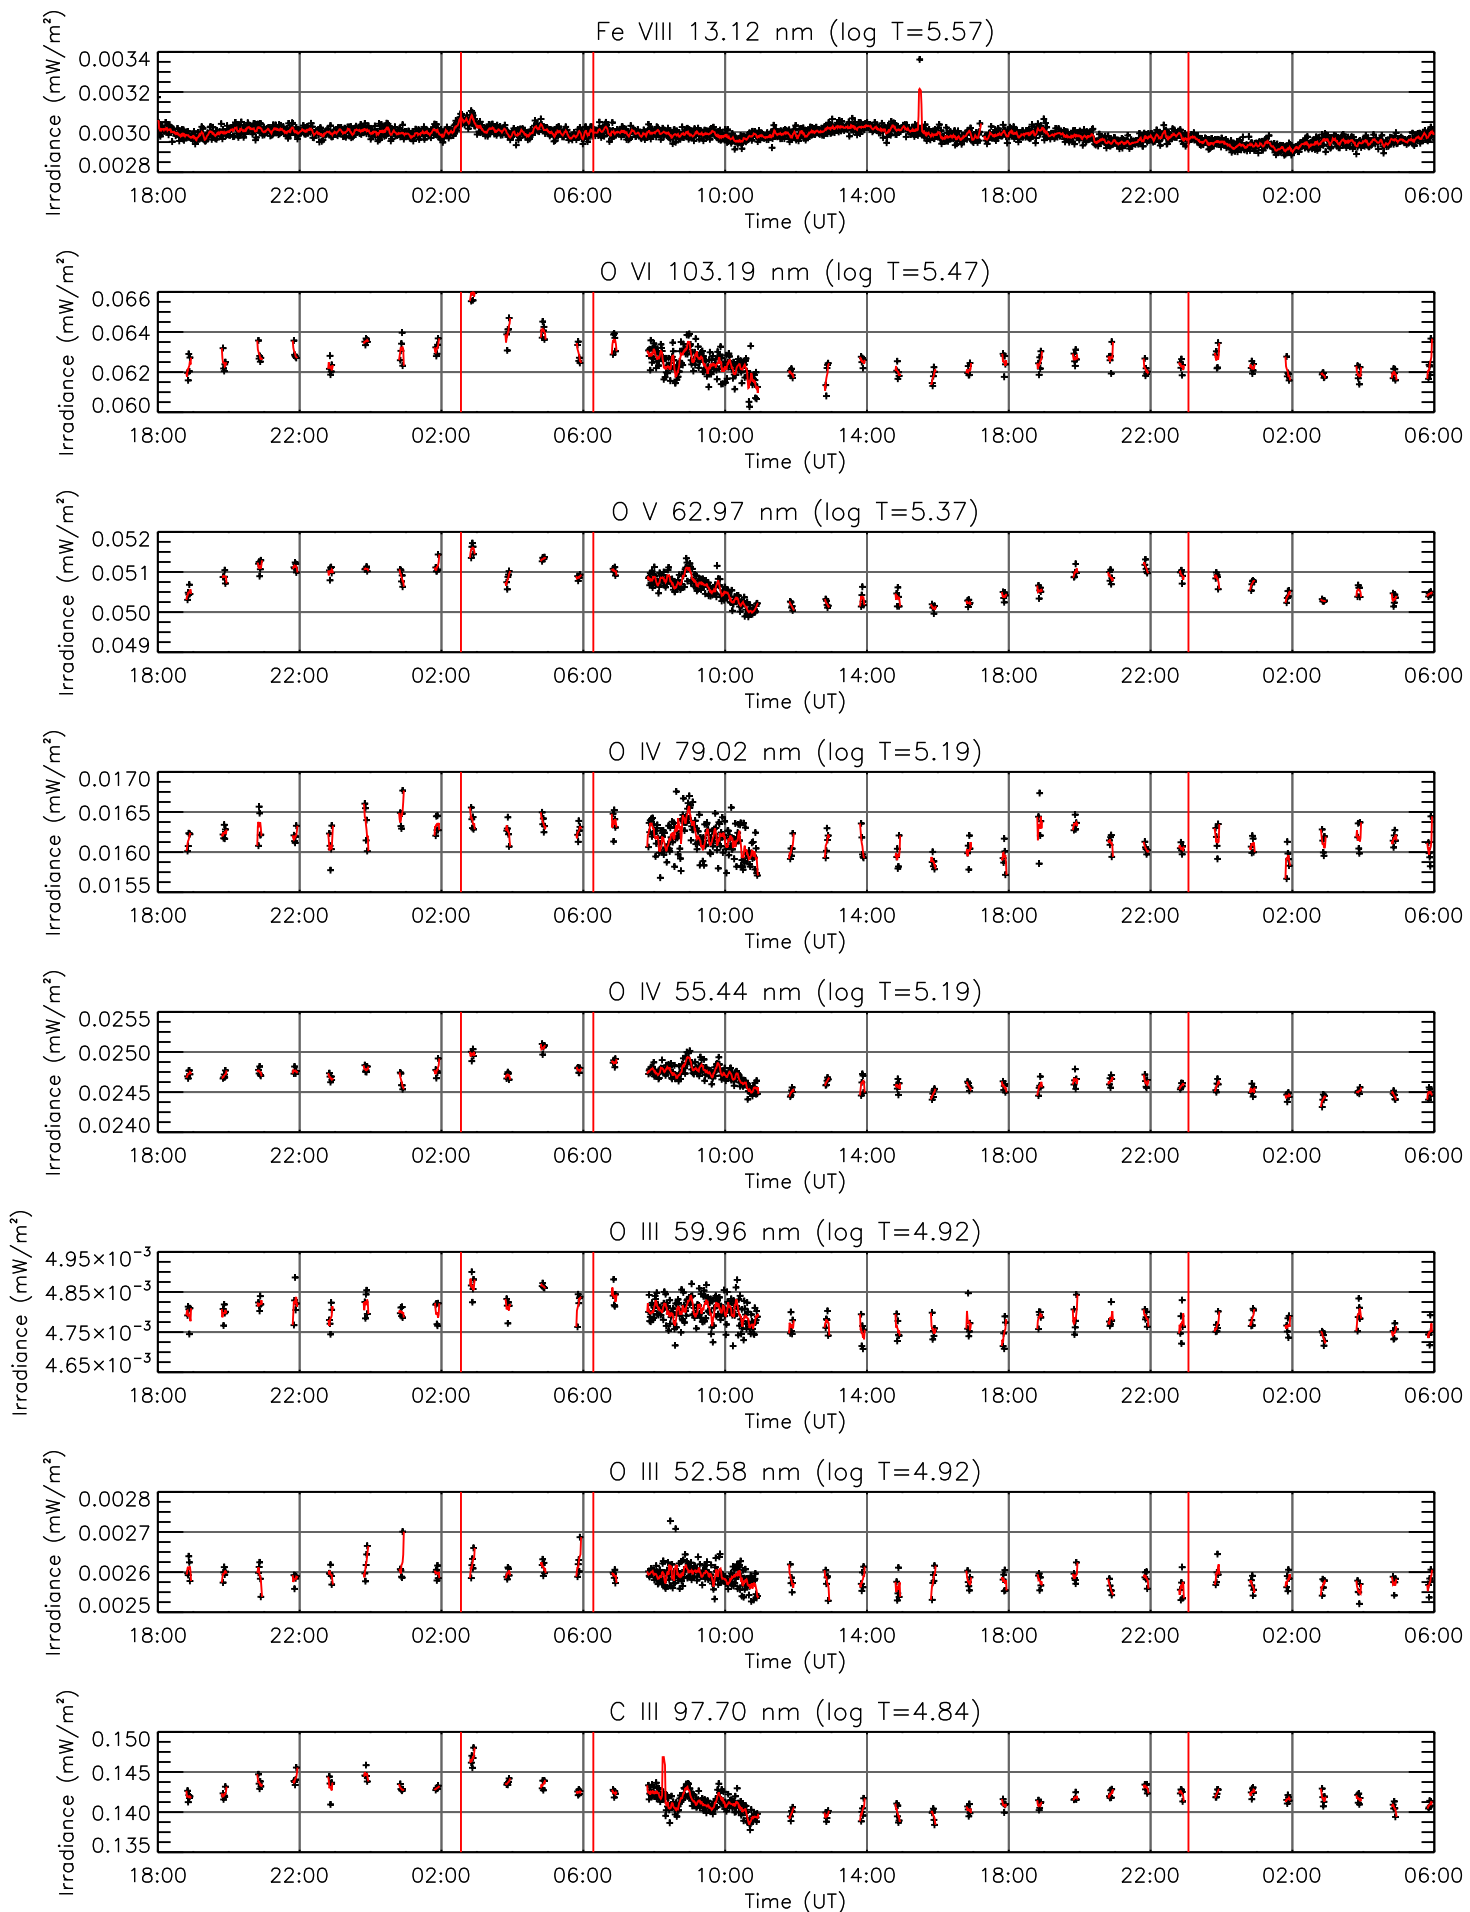 Fe VIII 13.12 nm (log T=5.57)
Irradiance (mW/m²)
0.0034
0.0032
0.0030
0.0028
18:00 22:00 02:00 06:00 10:00 14:00 18:00 22:00 02:00 06:00
Time (UT)
O VI 103.19 nm (log T=5.47)
Irradiance (mW/m²)
0.066
0.064
0.062
0.060
18:00 22:00 02:00 06:00 10:00 14:00 18:00 22:00 02:00 06:00
Time (UT)
O V 62.97 nm (log T=5.37)
Irradiance (mW/m²)
0.052
0.051
0.050
0.049
18:00 22:00 02:00 06:00 10:00 14:00 18:00 22:00 02:00 06:00
Time (UT)
O IV 79.02 nm (log T=5.19)
Irradiance (mW/m²)
0.0170
0.0165
0.0160
0.0155
18:00 22:00 02:00 06:00 10:00 14:00 18:00 22:00 02:00 06:00
Time (UT)
O IV 55.44 nm (log T=5.19)
Irradiance (mW/m²)
0.0255
0.0250
0.0245
0.0240
18:00 22:00 02:00 06:00 10:00 14:00 18:00 22:00 02:00 06:00
Time (UT)
O III 59.96 nm (log T=4.92)
Irradiance (mW/m²)
4.95×10⁻³
4.85×10⁻³
4.75×10⁻³
4.65×10⁻³
18:00 22:00 02:00 06:00 10:00 14:00 18:00 22:00 02:00 06:00
Time (UT)
O III 52.58 nm (log T=4.92)
Irradiance (mW/m²)
0.0028
0.0027
0.0026
0.0025
18:00 22:00 02:00 06:00 10:00 14:00 18:00 22:00 02:00 06:00
Time (UT)
C III 97.70 nm (log T=4.84)
Irradiance (mW/m²)
0.150
0.145
0.140
0.135
18:00 22:00 02:00 06:00 10:00 14:00 18:00 22:00 02:00 06:00
Time (UT)